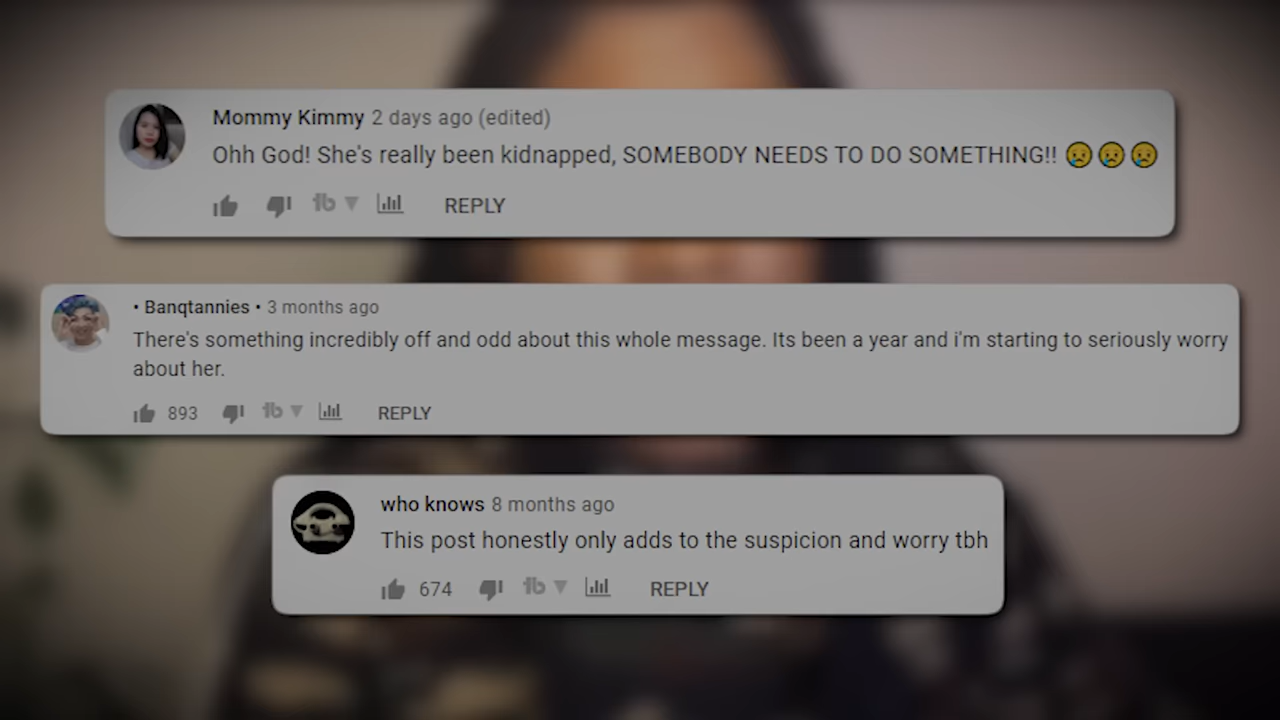 Mommy Kimmy 2 days ago (edited)
Ohh God! She's really been kidnapped, SOMEBODY NEEDS TO DO SOMETHING!! 😢😢😢
REPLY
• Banqtannies • 3 months ago
There's something incredibly off and odd about this whole message. Its been a year and i'm starting to seriously worry
about her.
893 REPLY
who knows 8 months ago
This post honestly only adds to the suspicion and worry tbh
674 REPLY